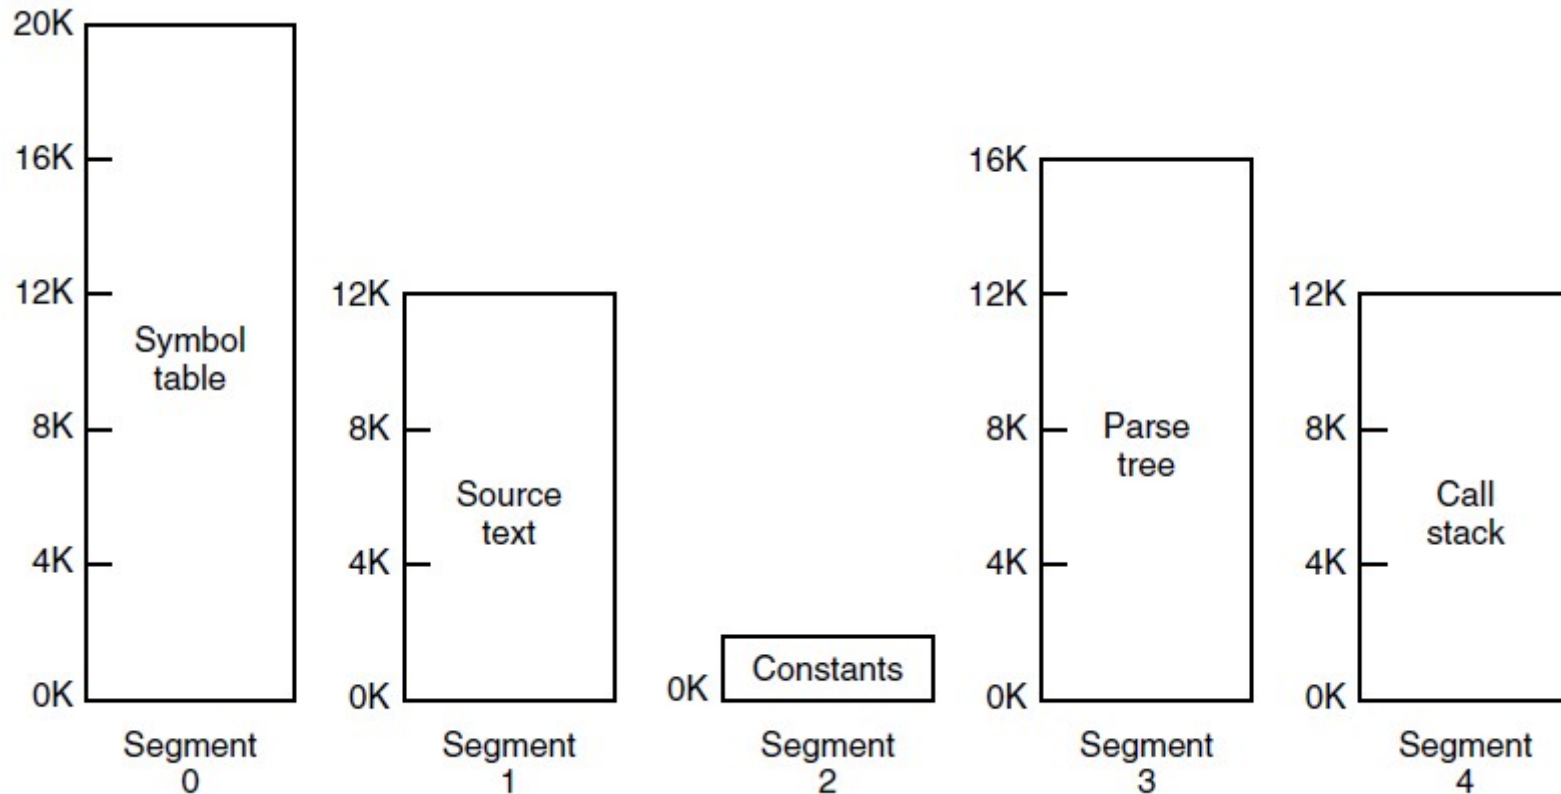 20K
16K
12K
8K
4K
0K
Symbol
table
Segment
0
12K
8K
4K
0K
Source
text
Segment
1
0K
Constants
Segment
2
16K
12K
8K
4K
0K
Parse
tree
Segment
3
12K
8K
4K
0K
Call
stack
Segment
4